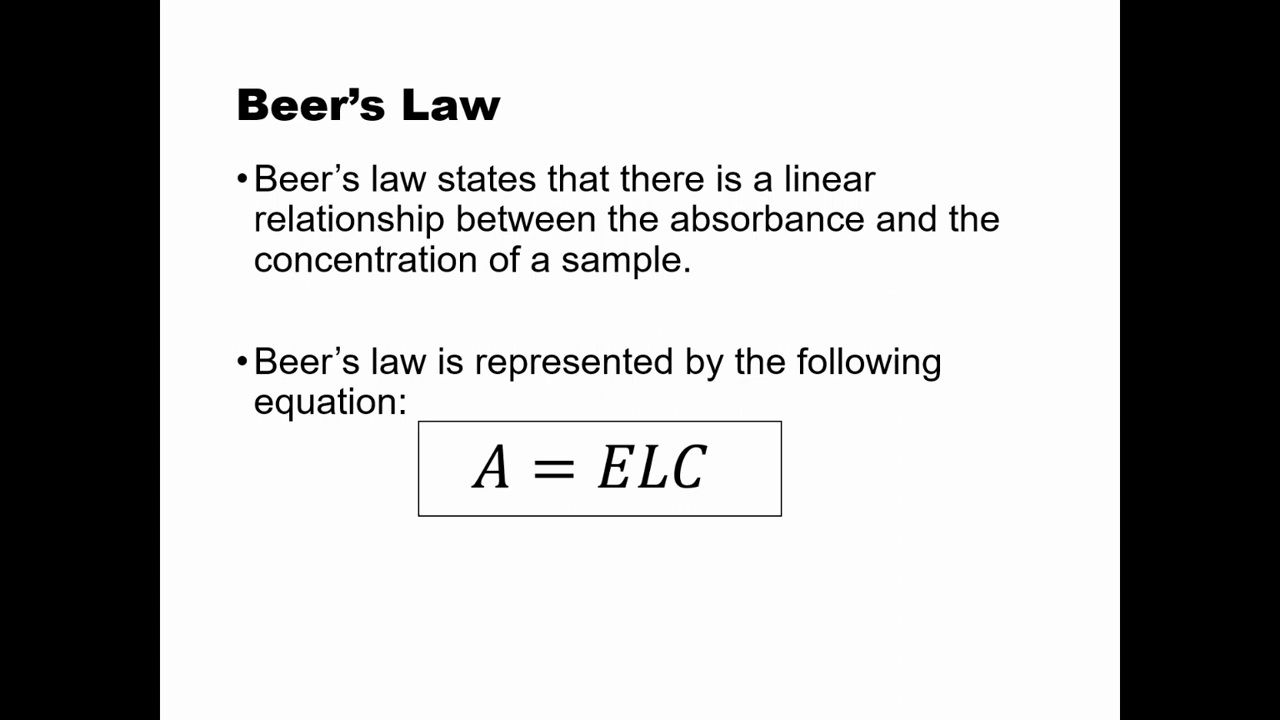 Beer’s Law
•Beer’s law states that there is a linear
relationship between the absorbance and the
concentration of a sample.
•Beer’s law is represented by the following
equation:
A = ELC